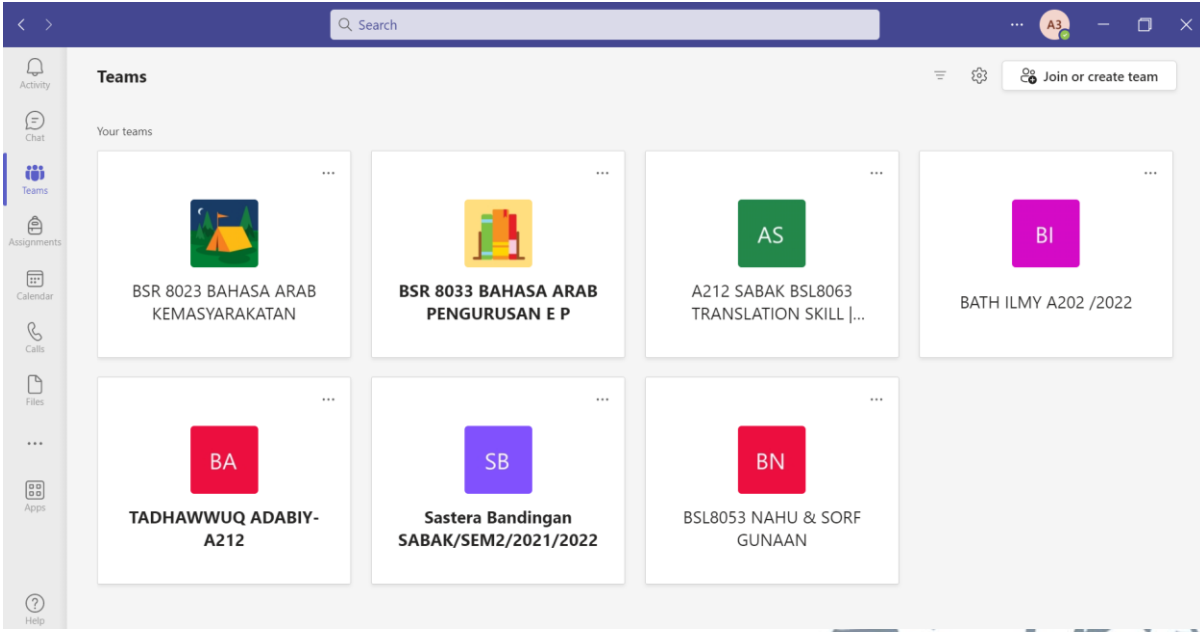 Search
A3
Activity
Chat
Teams
Assignments
Calendar
Calls
Files
Apps
Help
Teams
Join or create team
Your teams
BSR 8023 BAHASA ARAB
KEMASYARAKATAN
BSR 8033 BAHASA ARAB
PENGURUSAN E P
AS
A212 SABAK BSL8063
TRANSLATION SKILL |...
BI
BATH ILMY A202 /2022
BA
TADHAWWUQ ADABIY-
A212
SB
Sastera Bandingan
SABAK/SEM2/2021/2022
BN
BSL8053 NAHU & SORF
GUNAAN